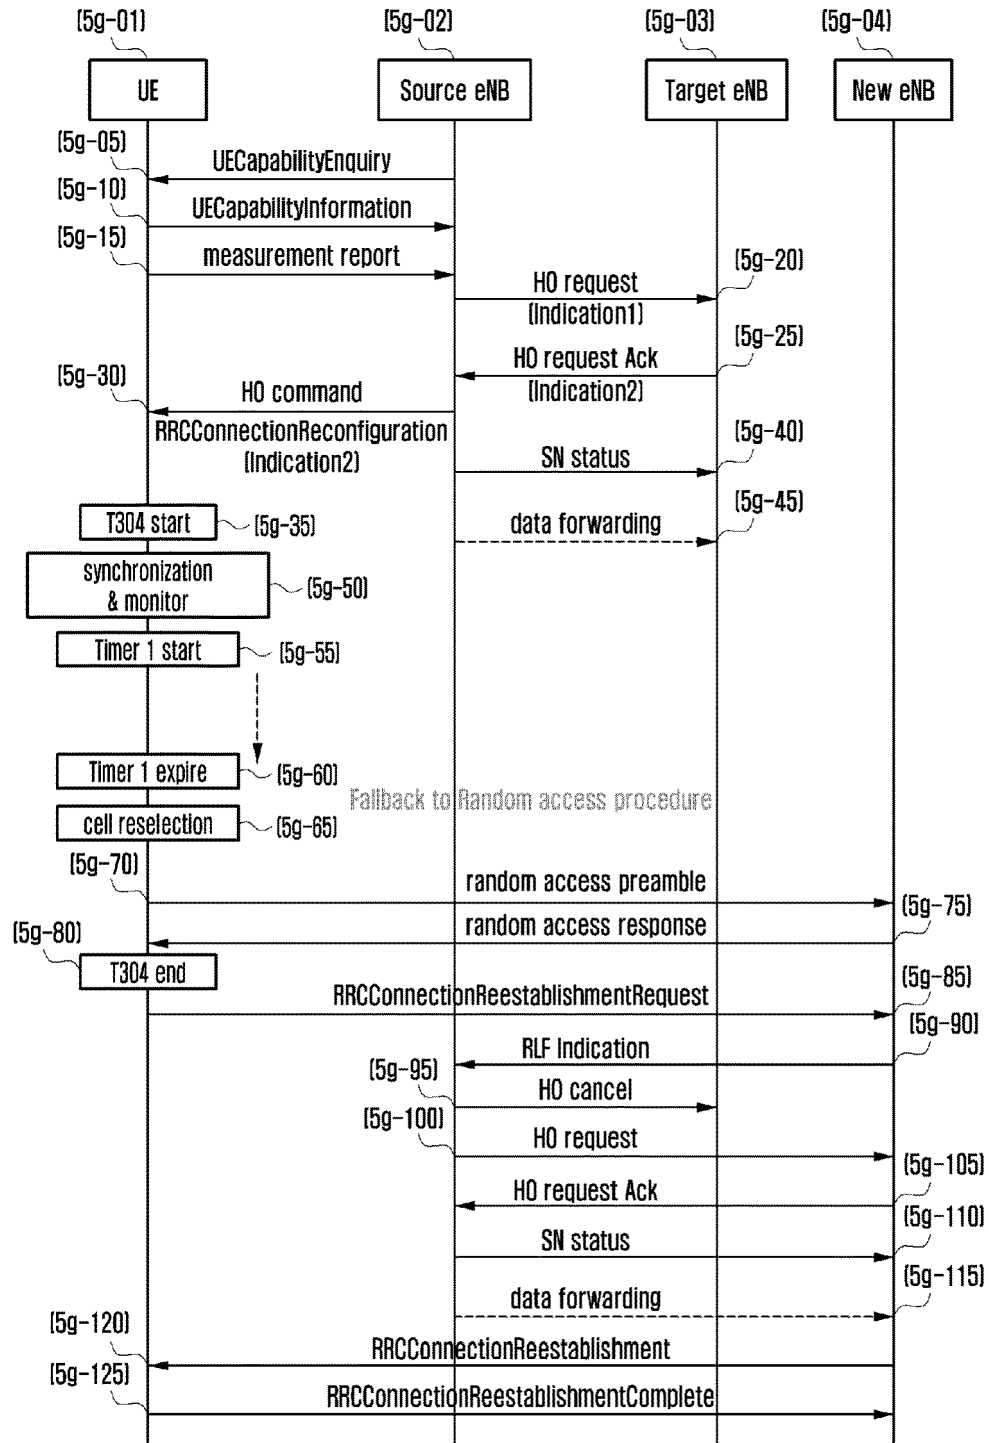 (5g-01) (5g-02) (5g-03) (5g-04)
UE Source eNB Target eNB New eNB
(5g-05)
UECapabilityEnquiry
(5g-10)
UECapabilityInformation
(5g-15)
measurement report
HO request (5g-20)
(Indication1)
(5g-25)
HO request Ack
(Indication2)
(5g-30)
HO command
RRCConnectionReconfiguration
(Indication2)
(5g-40)
SN status
T304 start (5g-35)
(5g-45)
data forwarding
synchronization
& monitor
(5g-50)
Timer 1 start (5g-55)
Timer 1 expire (5g-60)
Fallback to Random access procedure
cell reselection (5g-65)
(5g-70)
random access preamble
(5g-75)
random access response
(5g-80)
T304 end
(5g-85)
RRCConnectionReestablishmentRequest
(5g-90)
RLF Indication
(5g-95)
HO cancel
(5g-100)
HO request
(5g-105)
HO request Ack
(5g-110)
SN status
(5g-115)
data forwarding
(5g-120)
RRCConnectionReestablishment
(5g-125)
RRCConnectionReestablishmentComplete